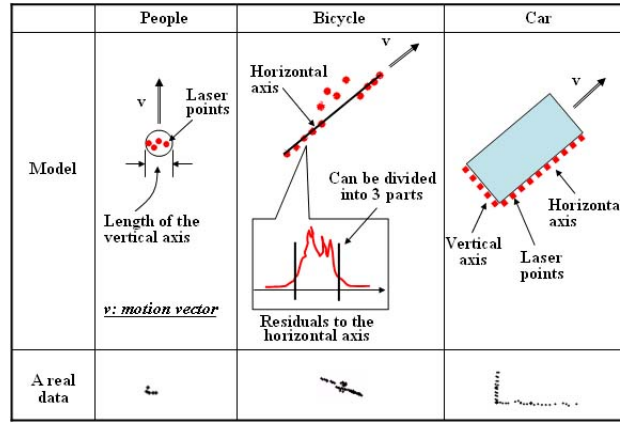 People
Bicycle
Car
Model
v
Laser
points
Length of the
vertical axis
v: motion vector
v
Horizontal
axis
Can be divided
into 3 parts
Residuals to the
horizontal axis
v
Horizontal
axis
Vertical
axis
Laser
points
A real
data